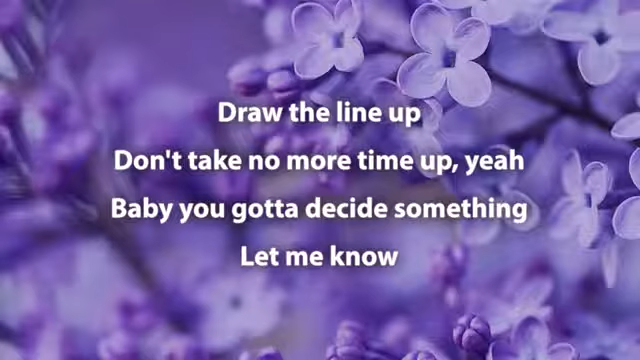 Draw the line up
Don't take no more time up, yeah
Baby you gotta decide something
Let me know